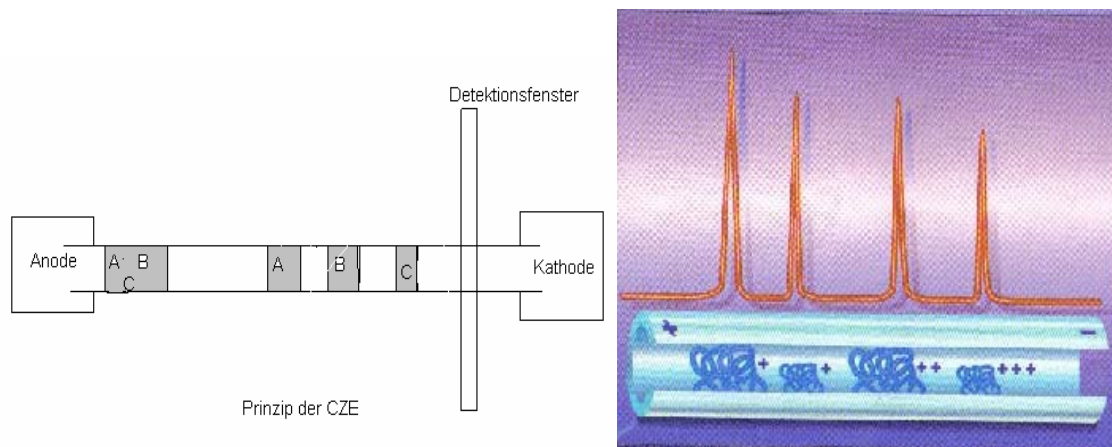 Detektionsfenster
Anode
A B
C
A
B
C
Kathode
Prinzip der CZE
+
-
+
+
++
+++